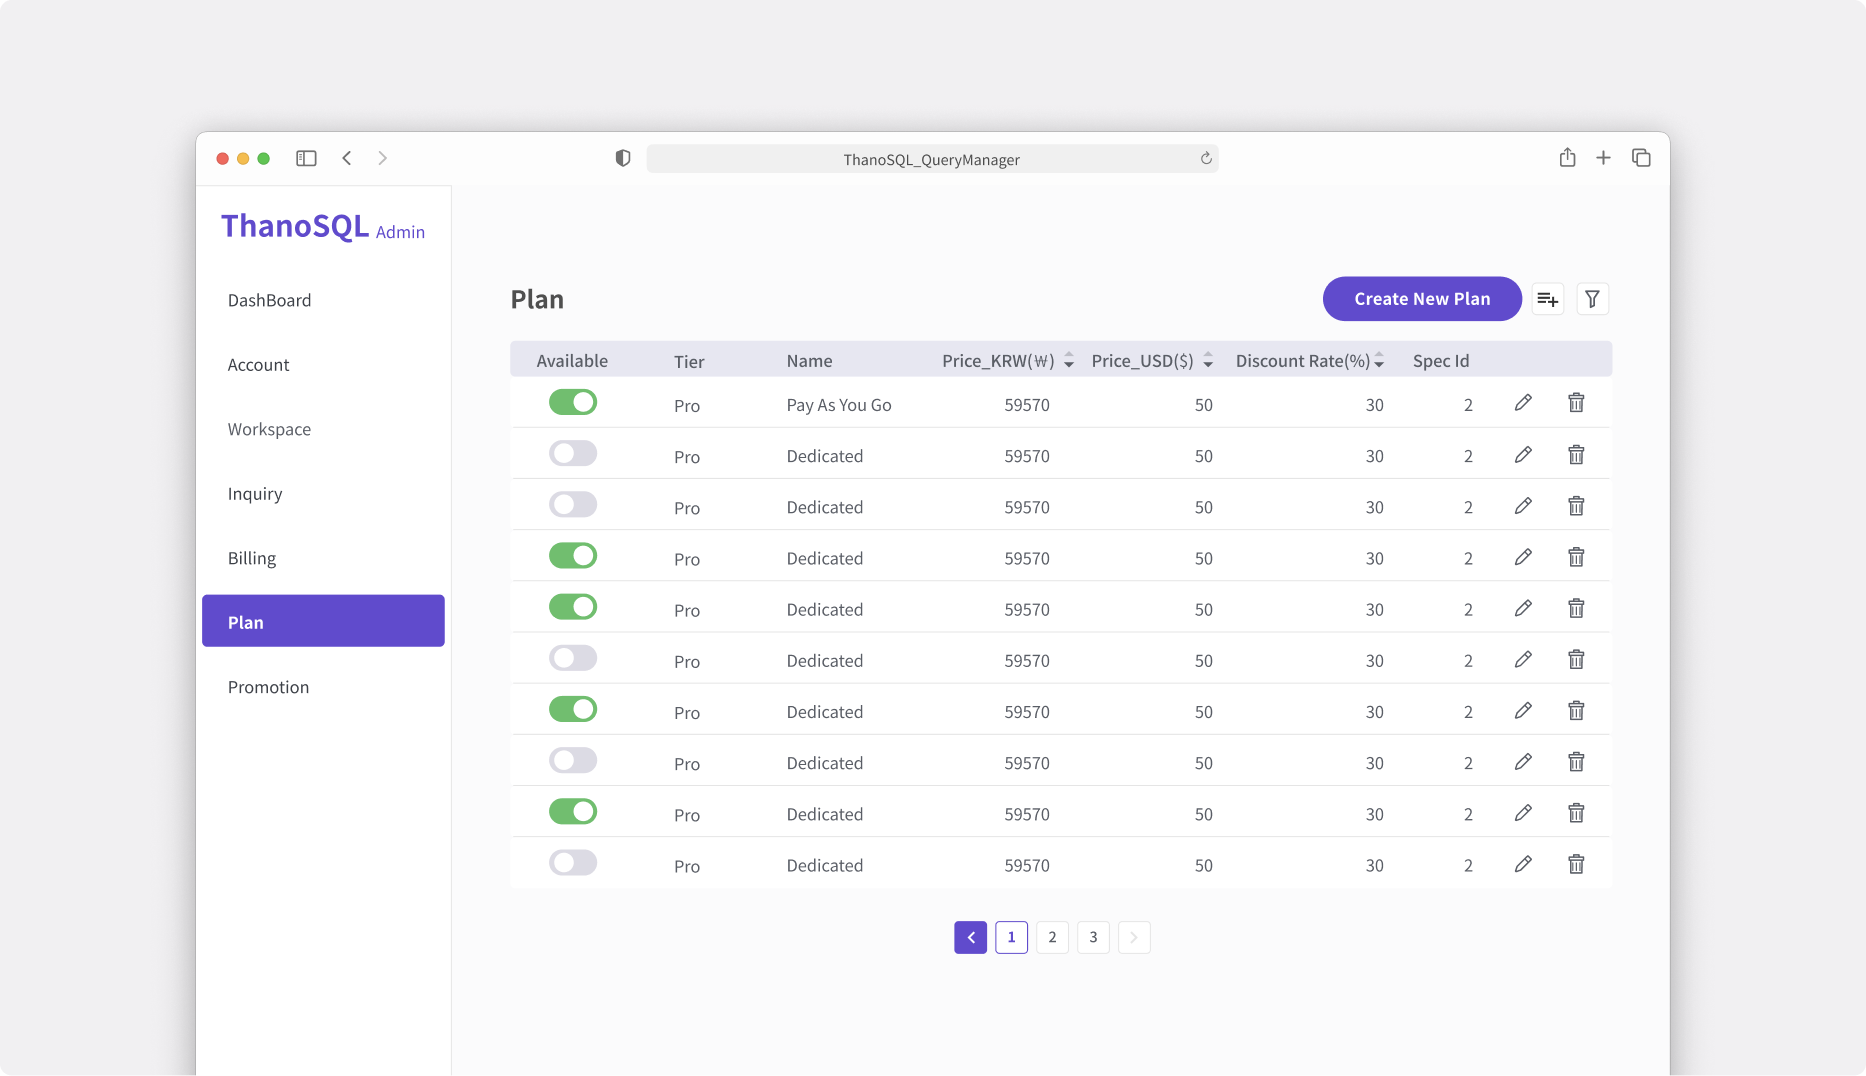 ThanoSQL_QueryManager
ThanoSQL Admin
DashBoard
Account
Workspace
Inquiry
Billing
Plan
Promotion
Plan
Create New Plan
Available Tier Name Price_KRW(₩) Price_USD($) Discount Rate(%) Spec Id
Pro Pay As You Go 59570 50 30 2
Pro Dedicated 59570 50 30 2
Pro Dedicated 59570 50 30 2
Pro Dedicated 59570 50 30 2
Pro Dedicated 59570 50 30 2
Pro Dedicated 59570 50 30 2
Pro Dedicated 59570 50 30 2
Pro Dedicated 59570 50 30 2
Pro Dedicated 59570 50 30 2
Pro Dedicated 59570 50 30 2
1 2 3